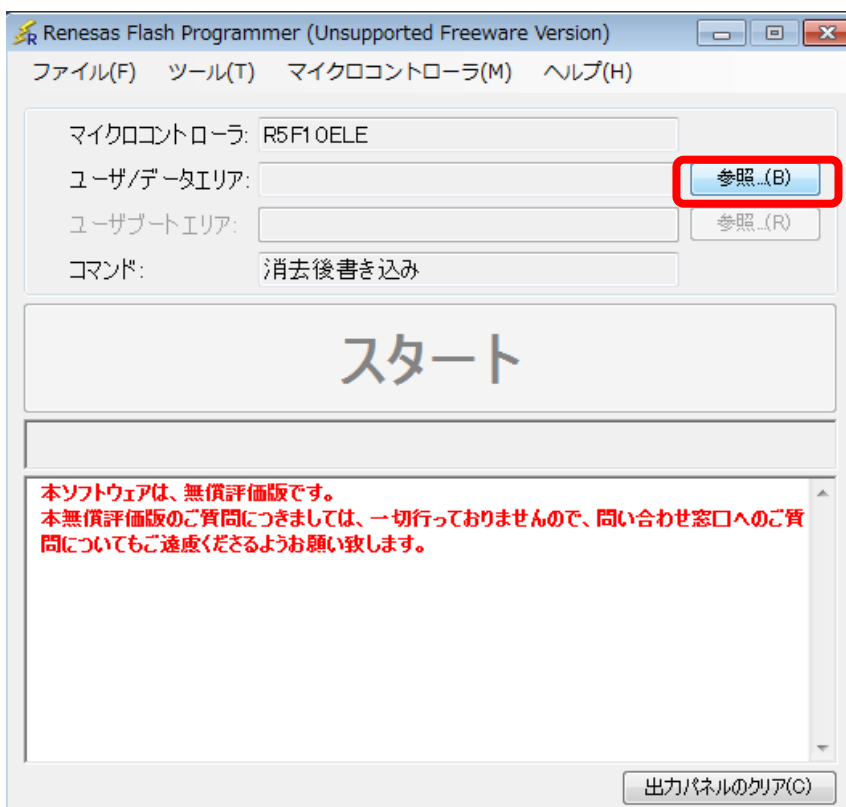 Renesas Flash Programmer (Unsupported Freeware Version)
ファイル(F) ツール(T) マイクロコントローラ(M) ヘルプ(H)
マイクロコントローラ: R5F10ELE
ユーザ/データエリア: 参照...(B)
ユーザブートエリア: 参照...(R)
コマンド: 消去後書き込み
スタート
本ソフトウェアは、無償評価版です。
本無償評価版のご質問につきましては、一切行っておりませんので、問い合わせ窓口へのご質
問についてもご遠慮くださるようお願い致します。
出力パネルのクリア(C)